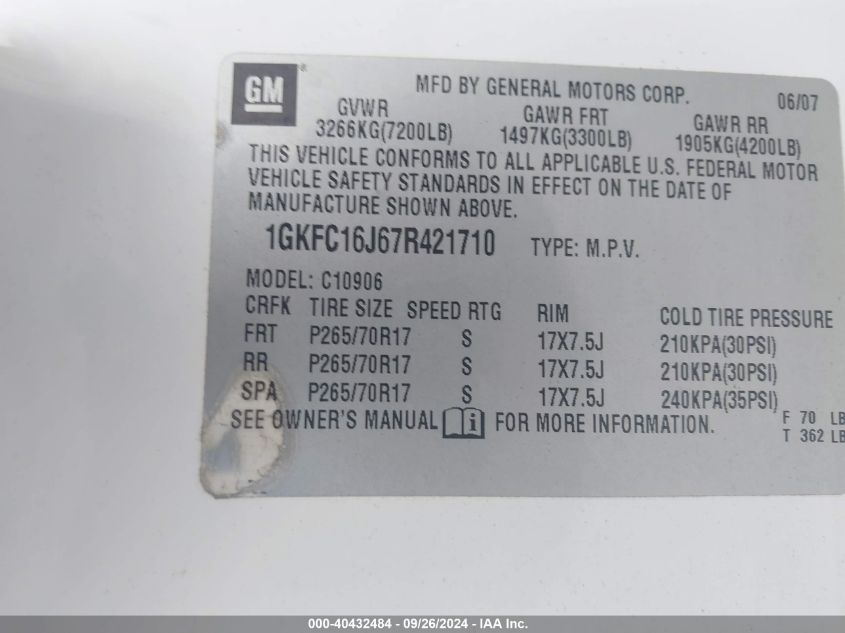 GM ®
MFD BY GENERAL MOTORS CORP. 06/07
GVWR GAWR FRT GAWR RR
3266KG(7200LB) 1497KG(3300LB) 1905KG(4200LB)
THIS VEHICLE CONFORMS TO ALL APPLICABLE U.S. FEDERAL MOTOR
VEHICLE SAFETY STANDARDS IN EFFECT ON THE DATE OF
MANUFACTURE SHOWN ABOVE.
1GKFC16J67R421710 TYPE: M.P.V.
MODEL: C10906
CRFK TIRE SIZE SPEED RTG RIM COLD TIRE PRESSURE
FRT P265/70R17 S 17X7.5J 210KPA(30PSI)
RR P265/70R17 S 17X7.5J 210KPA(30PSI)
SPA P265/70R17 S 17X7.5J 240KPA(35PSI)
SEE OWNER'S MANUAL i FOR MORE INFORMATION.
F 70 LB
T 362 LB
000-40432484 - 09/26/2024 - IAA Inc.